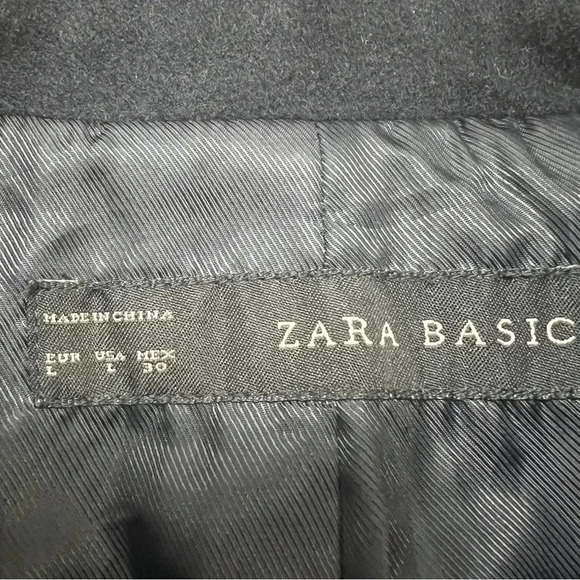 MADE IN CHINA
ZARA BASIC
EUR USA MEX
L L 30